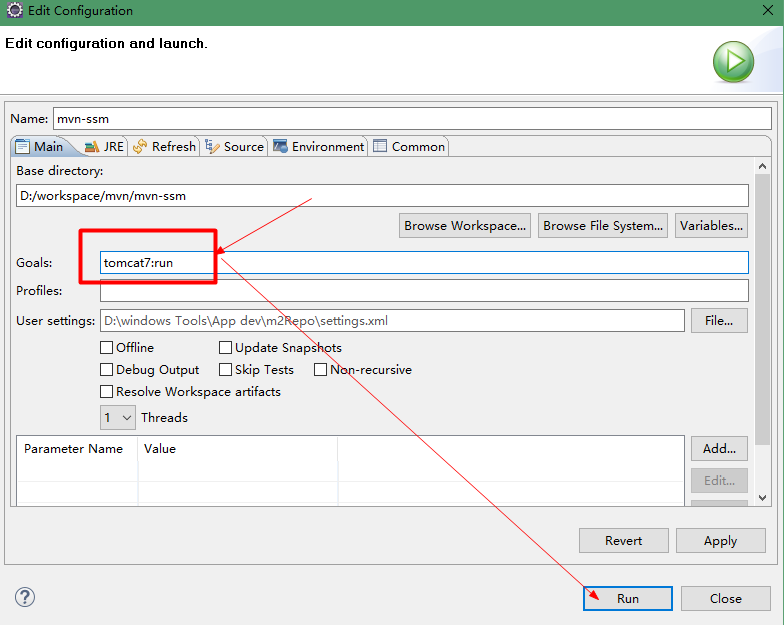 Edit Configuration
Edit configuration and launch.
Name: mvn-ssm
Main JRE Refresh Source Environment Common
Base directory:
D:/workspace/mvn/mvn-ssm
Browse Workspace... Browse File System... Variables...
Goals: tomcat7:run
Profiles:
User settings: D:\windows Tools\App dev\m2Repo\settings.xml File...
Offline Update Snapshots
Debug Output Skip Tests Non-recursive
Resolve Workspace artifacts
1 Threads
Parameter Name Value Add...
Edit...
Revert Apply
? Run Close